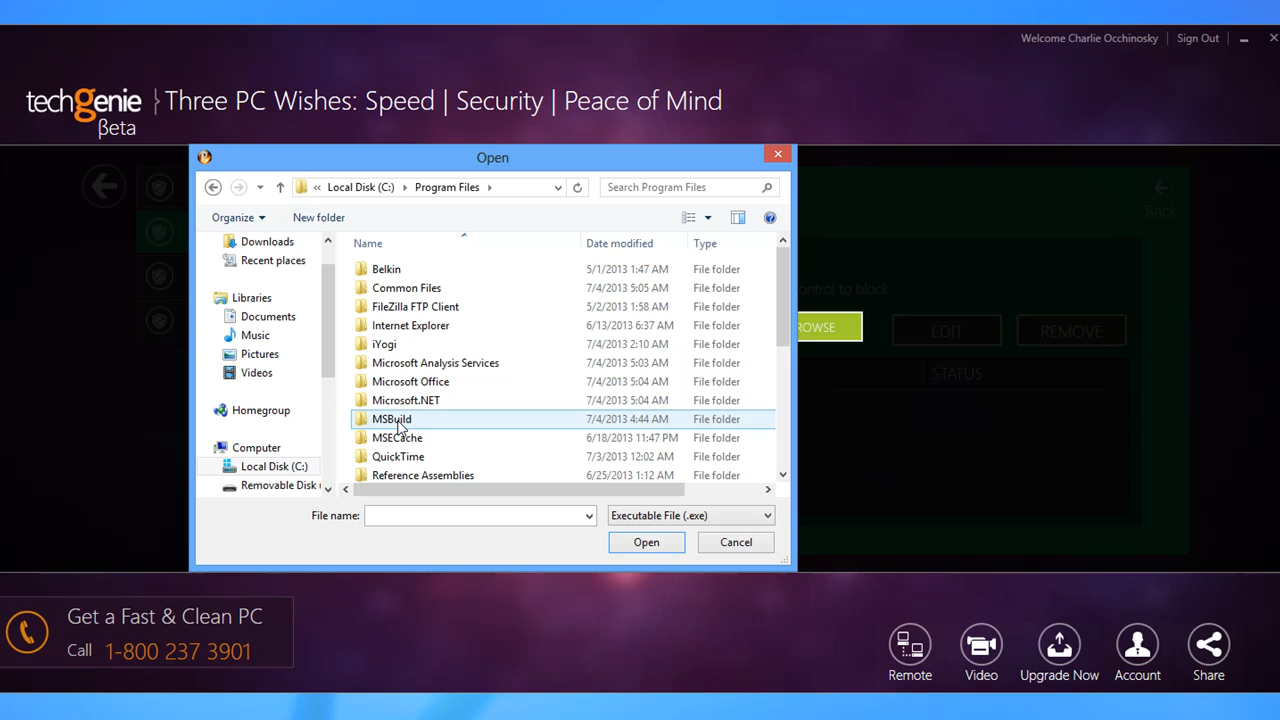 Welcome Charlie Occhinosky | Sign Out
techgenie
βeta
Three PC Wishes: Speed | Security | Peace of Mind
Open
« Local Disk (C:) Program Files
Search Program Files
Organize New folder
Name Date modified Type
Downloads
Recent places
Libraries
Documents
Music
Pictures
Videos
Homegroup
Computer
Local Disk (C:)
Removable Disk
Belkin 5/1/2013 1:47 AM File folder
Common Files 7/4/2013 5:05 AM File folder
FileZilla FTP Client 5/2/2013 1:58 AM File folder
Internet Explorer 6/13/2013 6:37 AM File folder
iYogi 7/4/2013 2:10 AM File folder
Microsoft Analysis Services 7/4/2013 5:03 AM File folder
Microsoft Office 7/4/2013 5:04 AM File folder
Microsoft.NET 7/4/2013 5:04 AM File folder
MSBuild 7/4/2013 4:44 AM File folder
MSECache 6/18/2013 11:47 PM File folder
QuickTime 7/3/2013 12:02 AM File folder
Reference Assemblies 6/25/2013 1:12 AM File folder
File name: Executable File (.exe)
Open Cancel
Back
ontrol to block
OWSE EDIT REMOVE
STATUS
Get a Fast & Clean PC
Call 1-800 237 3901
Remote Video Upgrade Now Account Share